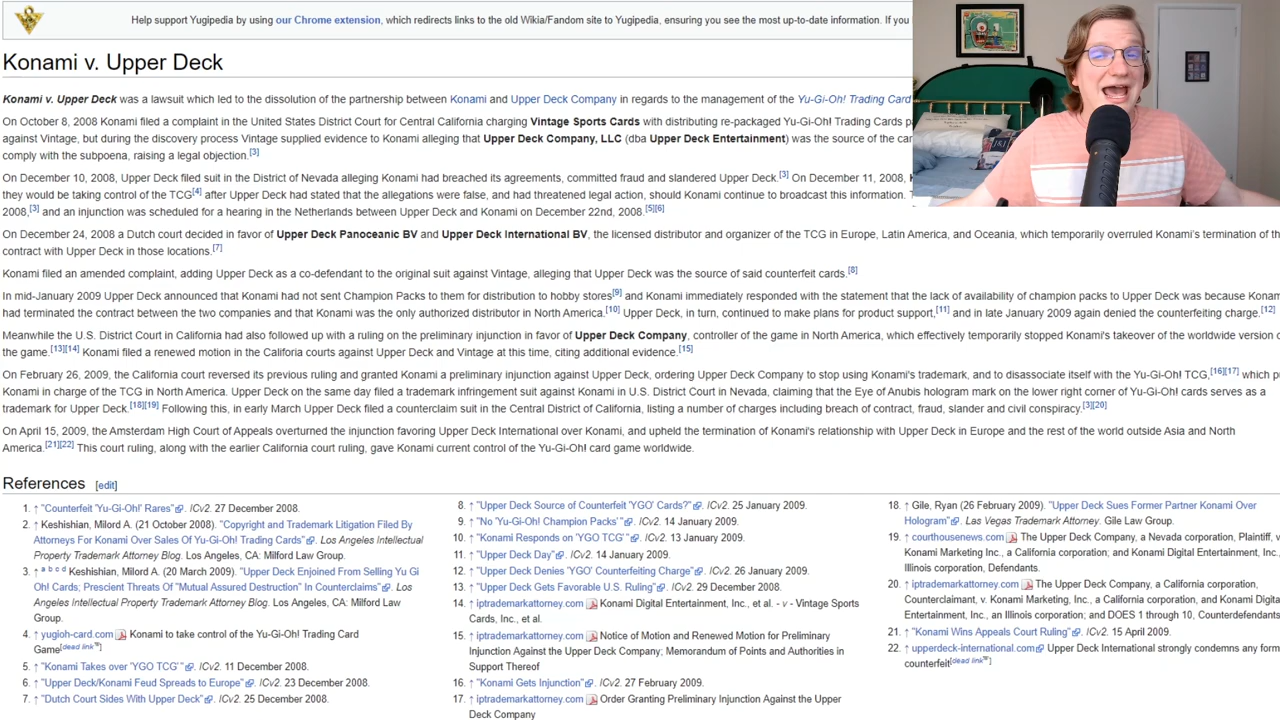 Help support Yugipedia by using our Chrome extension, which redirects links to the old Wiki/Fandom site to Yugipedia, ensuring you see the most up-to-date information. If you
Konami v. Upper Deck
Konami v. Upper Deck was a lawsuit which led to the dissolution of the partnership between Konami and Upper Deck Company in regards to the management of the Yu-Gi-Oh! Trading Card
On October 8, 2008 Konami filed a complaint in the United States District Court for Central California charging Vintage Sports Cards with distributing re-packaged Yu-Gi-Oh! Trading Cards
against Vintage, but during the discovery process Vintage supplied evidence to Konami alleging that Upper Deck Company, LLC (dba Upper Deck Entertainment) was the source of the
comply with the subpoena, raising a legal objection.[3]
On December 10, 2008, Upper Deck filed suit in the District of Nevada alleging Konami had breached its agreements, committed fraud and slandered Upper Deck.[3] On December 11, 2008,
they would be taking control of the TCG[4] after Upper Deck had stated that the allegations were false, and had threatened legal action, should Konami continue to broadcast this information.
2008,[3] and an injunction was scheduled for a hearing in the Netherlands between Upper Deck and Konami on December 22nd, 2008.[5][6]
On December 24, 2008 a Dutch court decided in favor of Upper Deck Panoceanic BV and Upper Deck International BV, the licensed distributor and organizer of the TCG in Europe, Latin America, and Oceania, which temporarily overruled Konami's termination of the
contract with Upper Deck in those locations.[7]
Konami filed an amended complaint, adding Upper Deck as a co-defendant to the original suit against Vintage, alleging that Upper Deck was the source of said counterfeit cards.[8]
In mid-January 2009 Upper Deck announced that Konami had not sent Champion Packs to them for distribution to hobby stores[9] and Konami immediately responded with the statement that the lack of availability of champion packs to Upper Deck was because Konami
had terminated the contract between the two companies and that Konami was the only authorized distributor in North America.[10] Upper Deck, in turn, continued to make plans for product support,[11] and in late January 2009 again denied the counterfeiting charge.[12]
Meanwhile the U.S. District Court in California had also followed up with a ruling on the preliminary injunction in favor of Upper Deck Company, controller of the game in North America, which effectively temporarily stopped Konami's takeover of the worldwide version
the game.[13][14] Konami filed a renewed motion in the Califoria courts against Upper Deck and Vintage at this time, citing additional evidence.[15]
On February 26, 2009, the California court reversed its previous ruling and granted Konami a preliminary injunction against Upper Deck, ordering Upper Deck Company to stop using Konami's trademark, and to disassociate itself with the Yu-Gi-Oh! TCG,[16][17] which
Konami in charge of the TCG in North America. Upper Deck on the same day filed a trademark infringement suit against Konami in U.S. District Court in Nevada, claiming that the Eye of Anubis hologram mark on the lower right corner of Yu-Gi-Oh! cards serves as a
trademark for Upper Deck.[18][19] Following this, in early March Upper Deck filed a counterclaim suit in the Central District of California, listing a number of charges including breach of contract, fraud, slander and civil conspiracy.[3][20]
On April 15, 2009, the Amsterdam High Court of Appeals overturned the injunction favoring Upper Deck International over Konami, and upheld the termination of Konami's relationship with Upper Deck in Europe and the rest of the world outside Asia and North
America.[21][22] This court ruling, along with the earlier California court ruling, gave Konami current control of the Yu-Gi-Oh! card game worldwide.
References [edit]
1. ↑ "Counterfeit 'Yu-Gi-Oh!' Rares". ICv2. 27 December 2008.
2. ↑ Keshishian, Milord A. (21 October 2008). "Copyright and Trademark Litigation Filed By
Attorneys For Konami Over Sales Of Yu-Gi-Oh! Trading Cards". Los Angeles Intellectual
Property Trademark Attorney Blog. Los Angeles, CA: Milford Law Group.
3. ↑ a b c d Keshishian, Milord A. (20 March 2009). "Upper Deck Enjoined From Selling Yu Gi
Oh! Cards; Prescient Threats Of "Mutual Assured Destruction" In Counterclaims". Los
Angeles Intellectual Property Trademark Attorney Blog. Los Angeles, CA: Milford Law
Group.
4. ↑ yugioh-card.com Konami to take control of the Yu-Gi-Oh! Trading Card
Game[dead link]
5. ↑ "Konami Takes over 'YGO TCG'". ICv2. 11 December 2008.
6. ↑ "Upper Deck/Konami Feud Spreads to Europe". ICv2. 23 December 2008.
7. ↑ "Dutch Court Sides With Upper Deck". ICv2. 25 December 2008.
8. ↑ "Upper Deck Source of Counterfeit 'YGO' Cards?". ICv2. 25 January 2009.
9. ↑ "No 'Yu-Gi-Oh! Champion Packs'". ICv2. 14 January 2009.
10. ↑ "Konami Responds on 'YGO TCG'". ICv2. 13 January 2009.
11. ↑ "Upper Deck Day". ICv2. 14 January 2009.
12. ↑ "Upper Deck Denies 'YGO' Counterfeiting Charge". ICv2. 26 January 2009.
13. ↑ "Upper Deck Gets Favorable U.S. Ruling". ICv2. 29 December 2008.
14. ↑ iptrademarkattorney.com Konami Digital Entertainment, Inc., et al. - v - Vintage Sports
Cards, Inc., et al.
15. ↑ iptrademarkattorney.com Notice of Motion and Renewed Motion for Preliminary
Injunction Against the Upper Deck Company; Memorandum of Points and Authorities in
Support Thereof
16. ↑ "Konami Gets Injunction". ICv2. 27 February 2009.
17. ↑ iptrademarkattorney.com Order Granting Preliminary Injunction Against the Upper
Deck Company
18. ↑ Gile, Ryan (26 February 2009). "Upper Deck Sues Former Partner Konami Over
Hologram". Las Vegas Trademark Attorney. Gile Law Group.
19. ↑ courthousenews.com The Upper Deck Company, a Nevada corporation, Plaintiff, v.
Konami Marketing Inc., a California corporation; and Konami Digital Entertainment, Inc.,
Illinois corporation, Defendants.
20. ↑ iptrademarkattorney.com The Upper Deck Company, a California corporation,
Counterclaimant, v. Konami Marketing, Inc., a California corporation, and Konami Digital
Entertainment, Inc., an Illinois corporation; and DOES 1 through 10, Counterdefendants
21. ↑ "Konami Wins Appeals Court Ruling". ICv2. 15 April 2009.
22. ↑ upperdeck-international.com Upper Deck International strongly condemns any form
counterfeit[dead link]